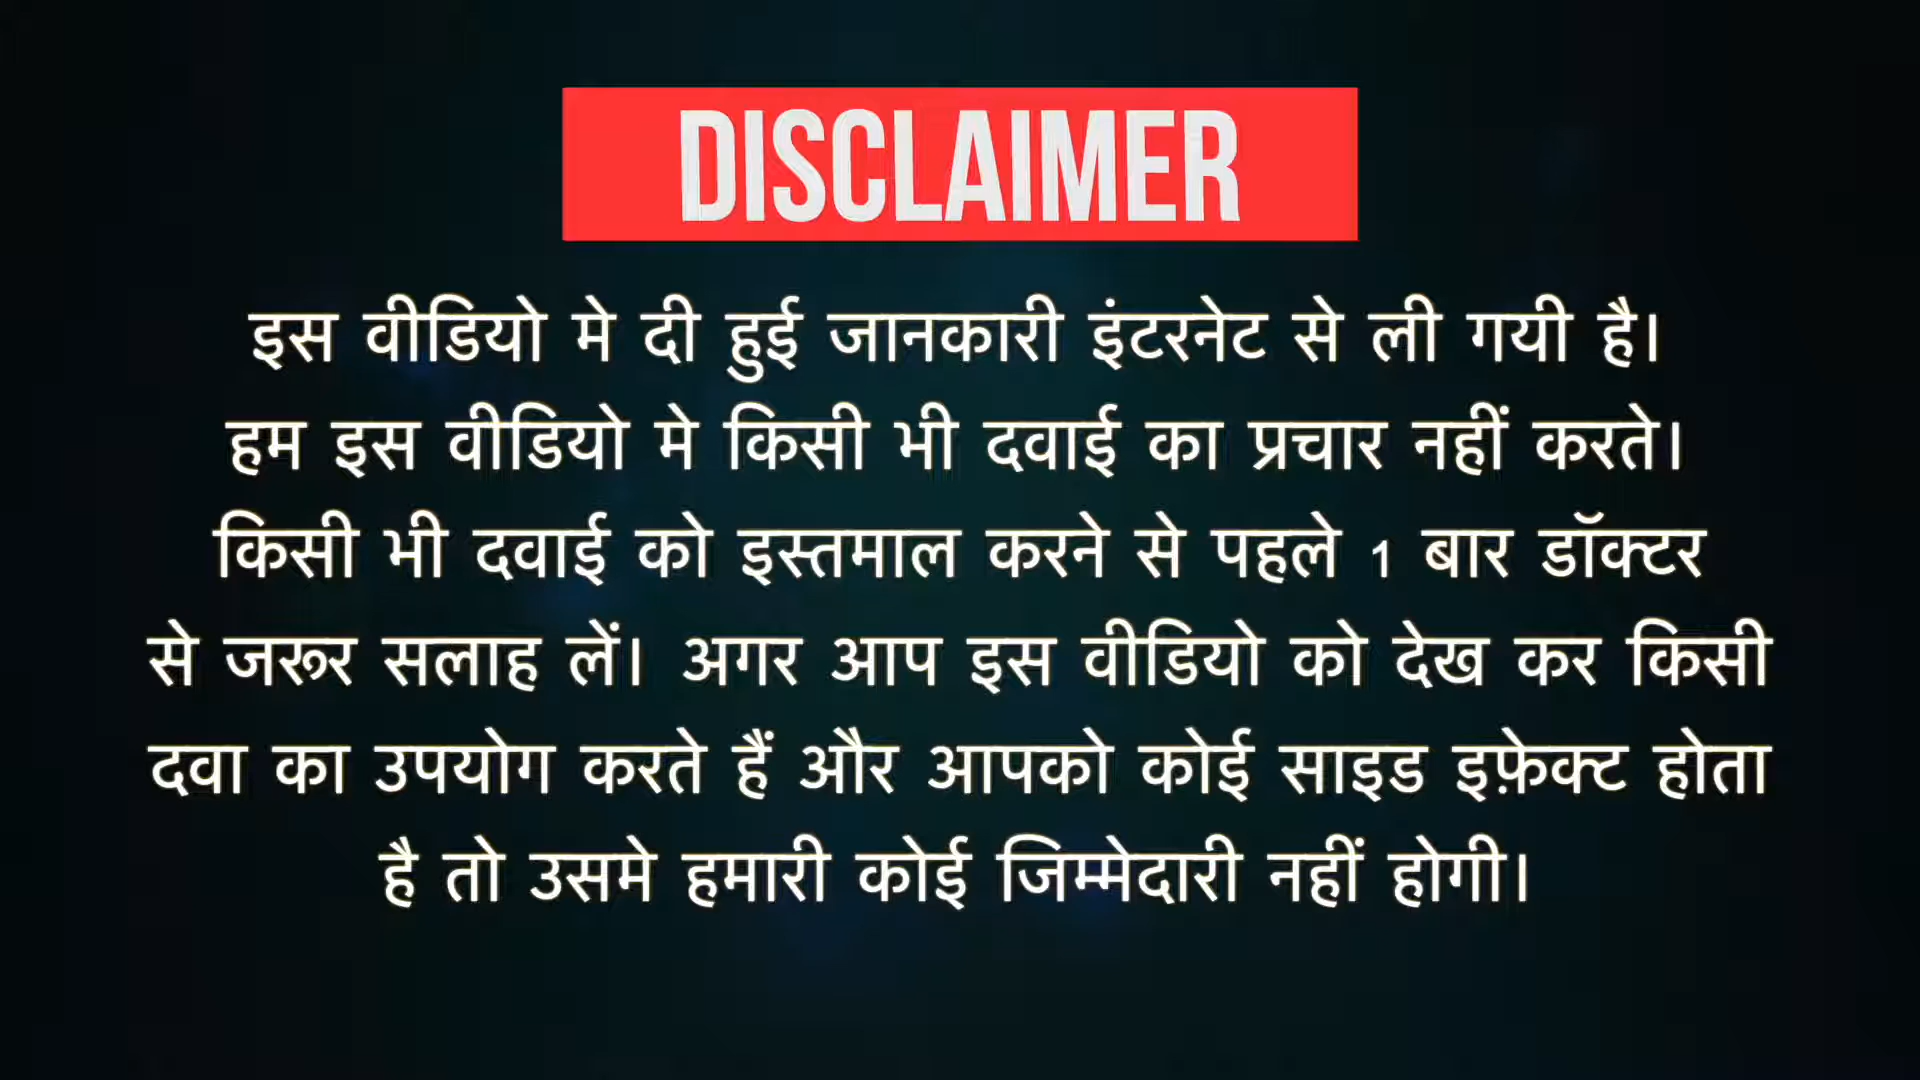 DISCLAIMER
इस वीडियो मे दी हुई जानकारी इंटरनेट से ली गयी है।
हम इस वीडियो मे किसी भी दवाई का प्रचार नहीं करते।
किसी भी दवाई को इस्तमाल करने से पहले 1 बार डॉक्टर
से जरूर सलाह लें। अगर आप इस वीडियो को देख कर किसी
दवा का उपयोग करते हैं और आपको कोई साइड इफ़ेक्ट होता
है तो उसमे हमारी कोई जिम्मेदारी नहीं होगी।